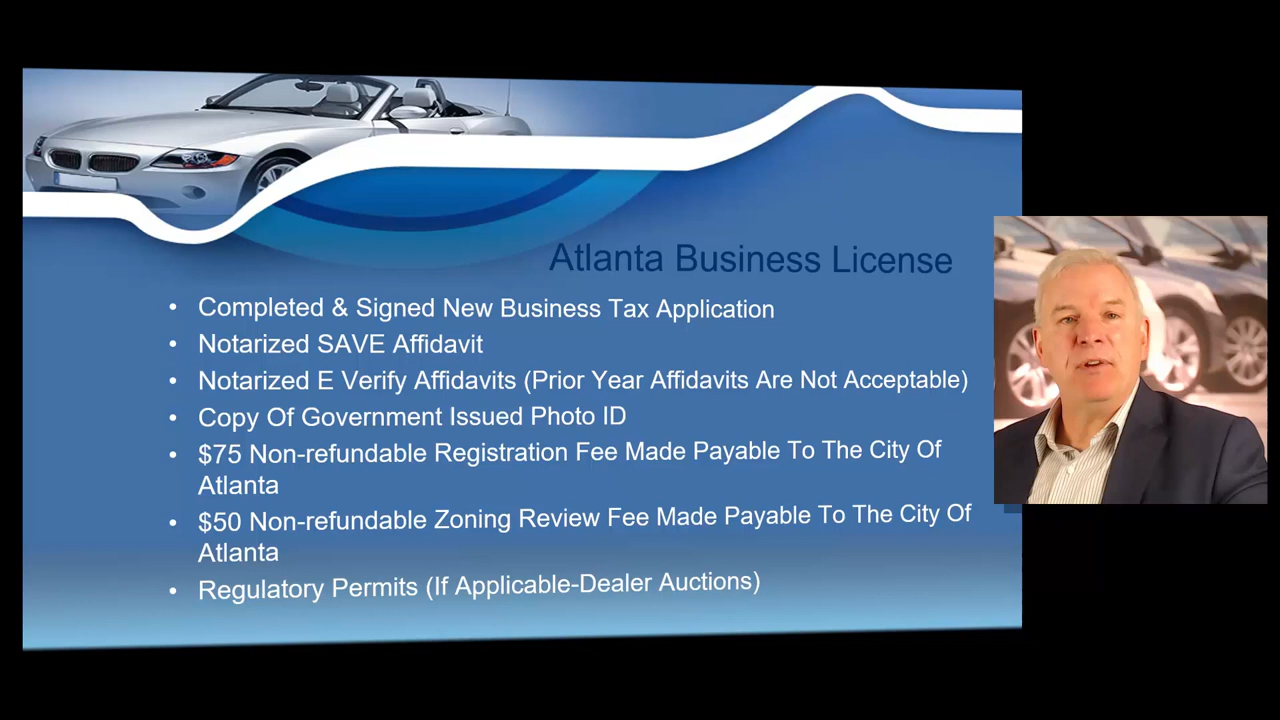 Atlanta Business License
• Completed & Signed New Business Tax Application
• Notarized SAVE Affidavit
• Notarized E Verify Affidavits (Prior Year Affidavits Are Not Acceptable)
• Copy Of Government Issued Photo ID
• $75 Non-refundable Registration Fee Made Payable To The City Of
Atlanta
• $50 Non-refundable Zoning Review Fee Made Payable To The City Of
Atlanta
• Regulatory Permits (If Applicable-Dealer Auctions)